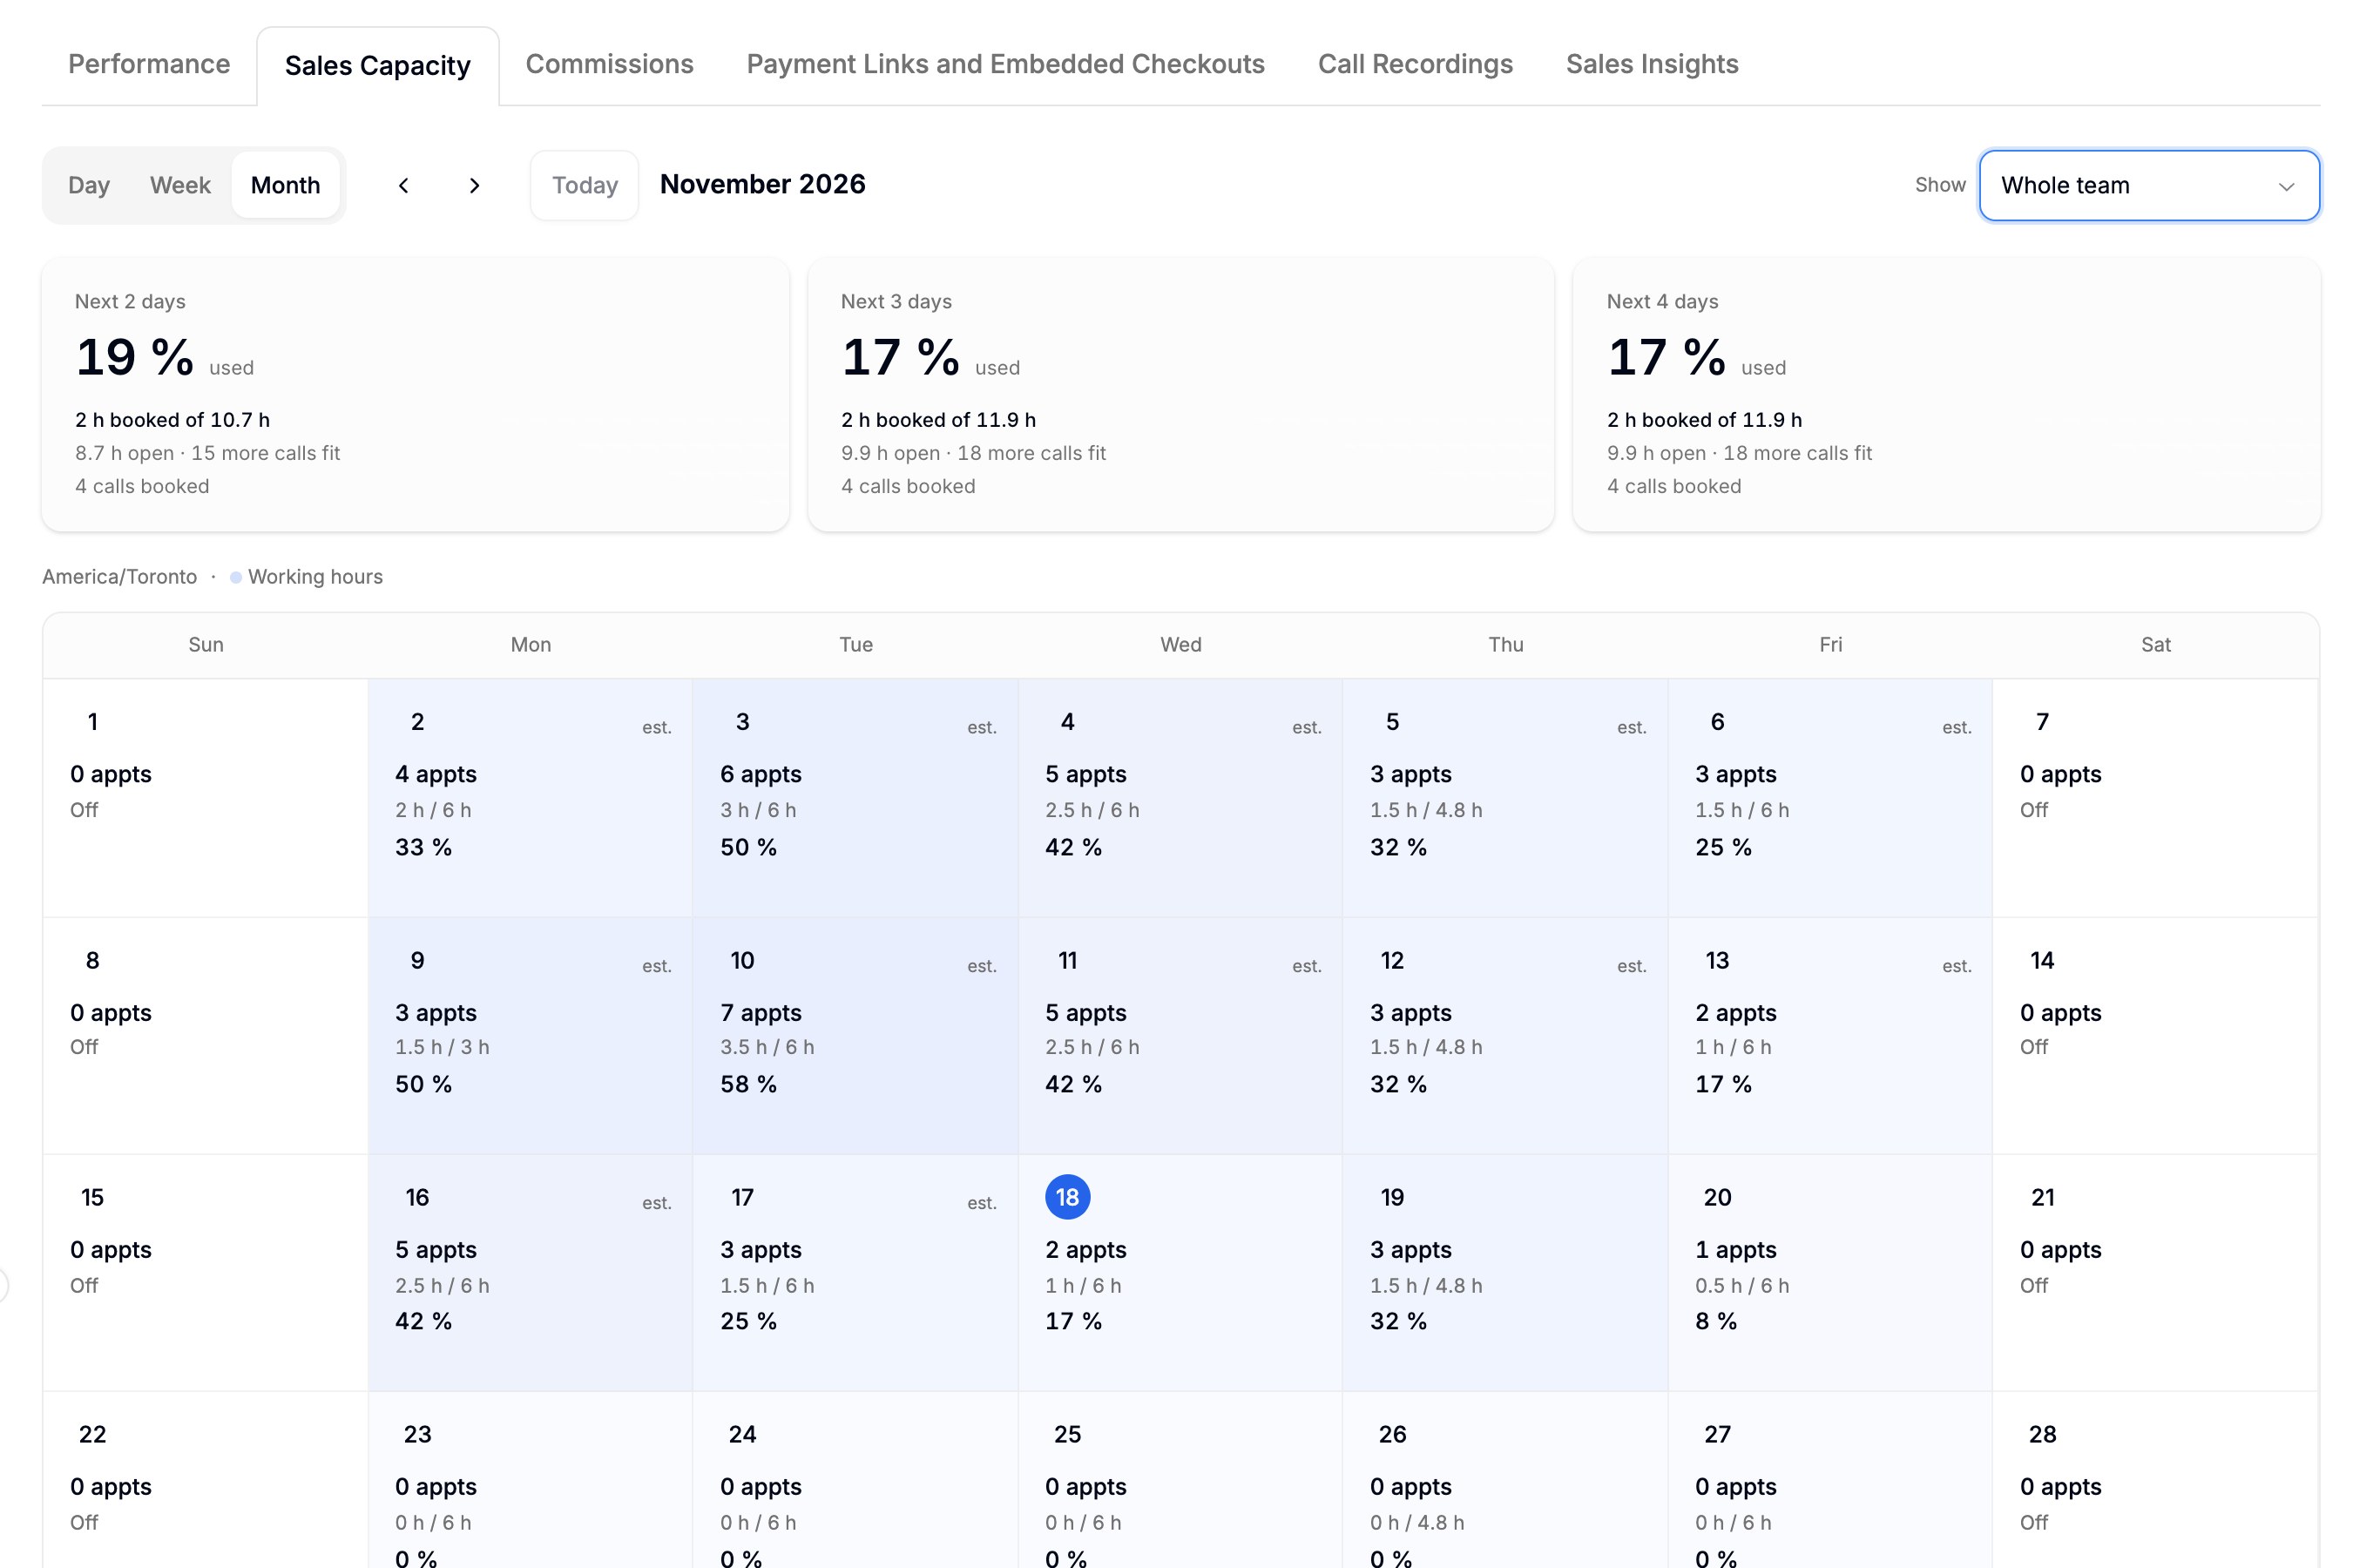 Performance Sales Capacity Commissions Payment Links and Embedded Checkouts Call Recordings Sales Insights
Day Week Month Today November 2026 Show Whole team
Next 2 days
19 % used
2 h booked of 10.7 h
8.7 h open · 15 more calls fit
4 calls booked
Next 3 days
17 % used
2 h booked of 11.9 h
9.9 h open · 18 more calls fit
4 calls booked
Next 4 days
17 % used
2 h booked of 11.9 h
9.9 h open · 18 more calls fit
4 calls booked
America/Toronto · Working hours
Sun Mon Tue Wed Thu Fri Sat
1 2 est. 3 est. 4 est. 5 est. 6 est. 7
0 appts 4 appts 6 appts 5 appts 3 appts 3 appts 0 appts
Off 2 h / 6 h 3 h / 6 h 2.5 h / 6 h 1.5 h / 4.8 h 1.5 h / 6 h Off
33 % 50 % 42 % 32 % 25 %
8 9 est. 10 est. 11 est. 12 est. 13 est. 14
0 appts 3 appts 7 appts 5 appts 3 appts 2 appts 0 appts
Off 1.5 h / 3 h 3.5 h / 6 h 2.5 h / 6 h 1.5 h / 4.8 h 1 h / 6 h Off
50 % 58 % 42 % 32 % 17 %
15 16 est. 17 est. 18 19 20 21
0 appts 5 appts 3 appts 2 appts 3 appts 1 appts 0 appts
Off 2.5 h / 6 h 1.5 h / 6 h 1 h / 6 h 1.5 h / 4.8 h 0.5 h / 6 h Off
42 % 25 % 17 % 32 % 8 %
22 23 24 25 26 27 28
0 appts 0 appts 0 appts 0 appts 0 appts 0 appts 0 appts
Off 0 h / 6 h 0 h / 6 h 0 h / 6 h 0 h / 4.8 h 0 h / 6 h Off
0 % 0 % 0 % 0 % 0 %